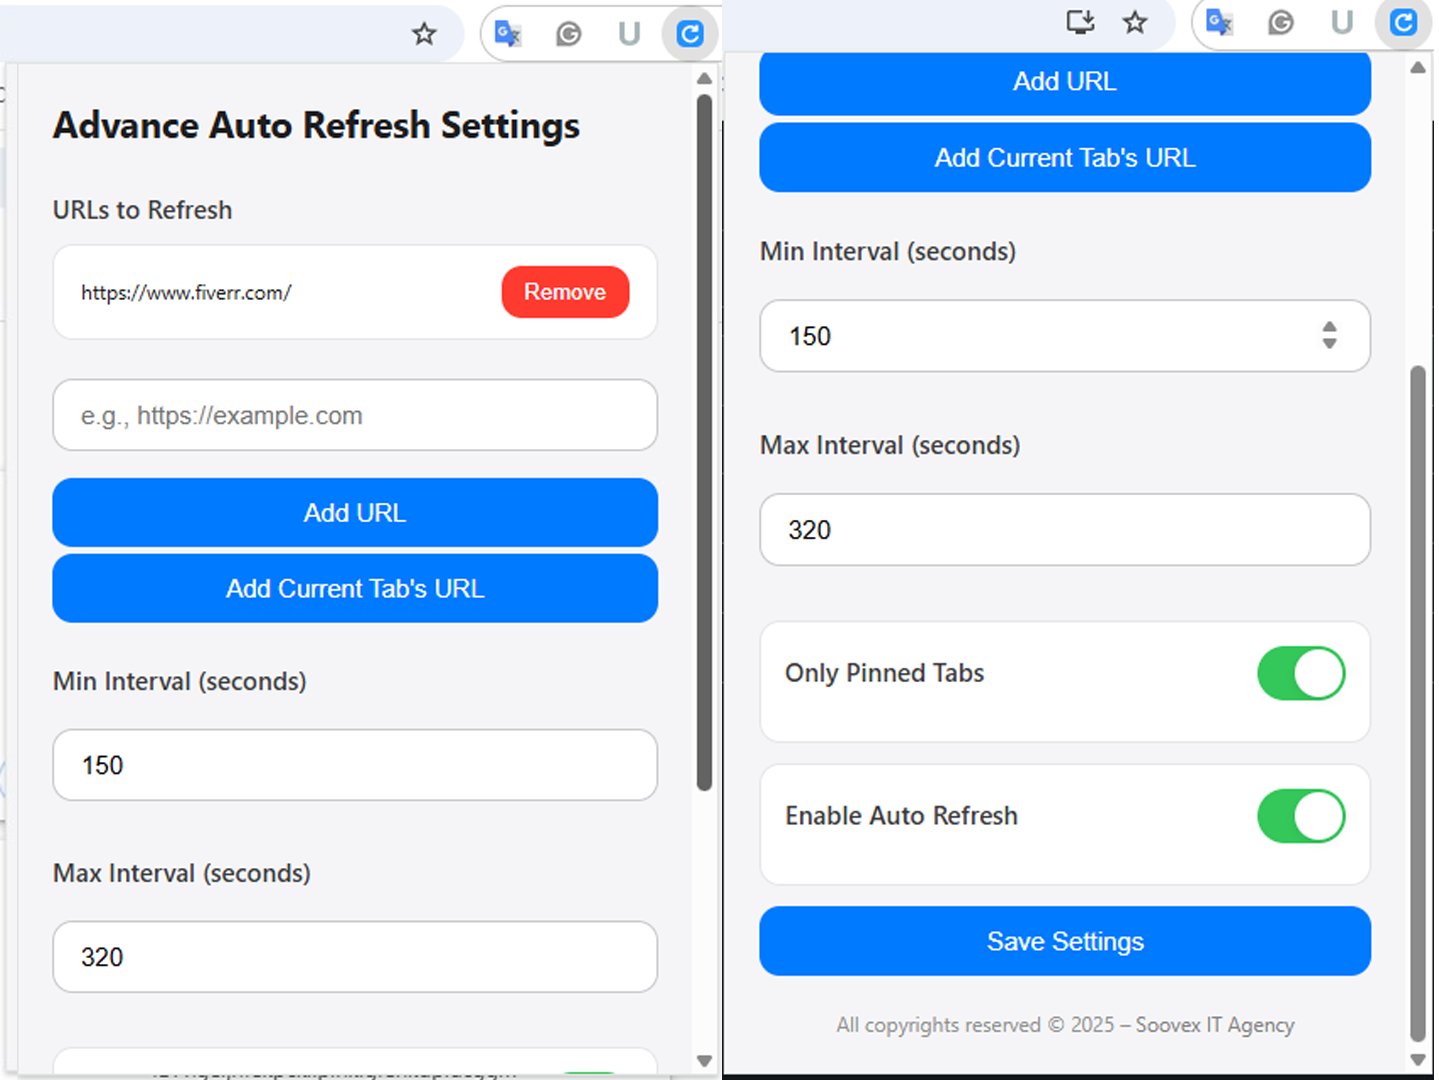 Advance Auto Refresh Settings
URLs to Refresh
https://www.fiverr.com/
Remove
e.g., https://example.com
Add URL
Add Current Tab's URL
Min Interval (seconds)
150
Max Interval (seconds)
320
Add URL
Add Current Tab's URL
Min Interval (seconds)
150
Max Interval (seconds)
320
Only Pinned Tabs
Enable Auto Refresh
Save Settings
All copyrights reserved © 2025 – Soovex IT Agency